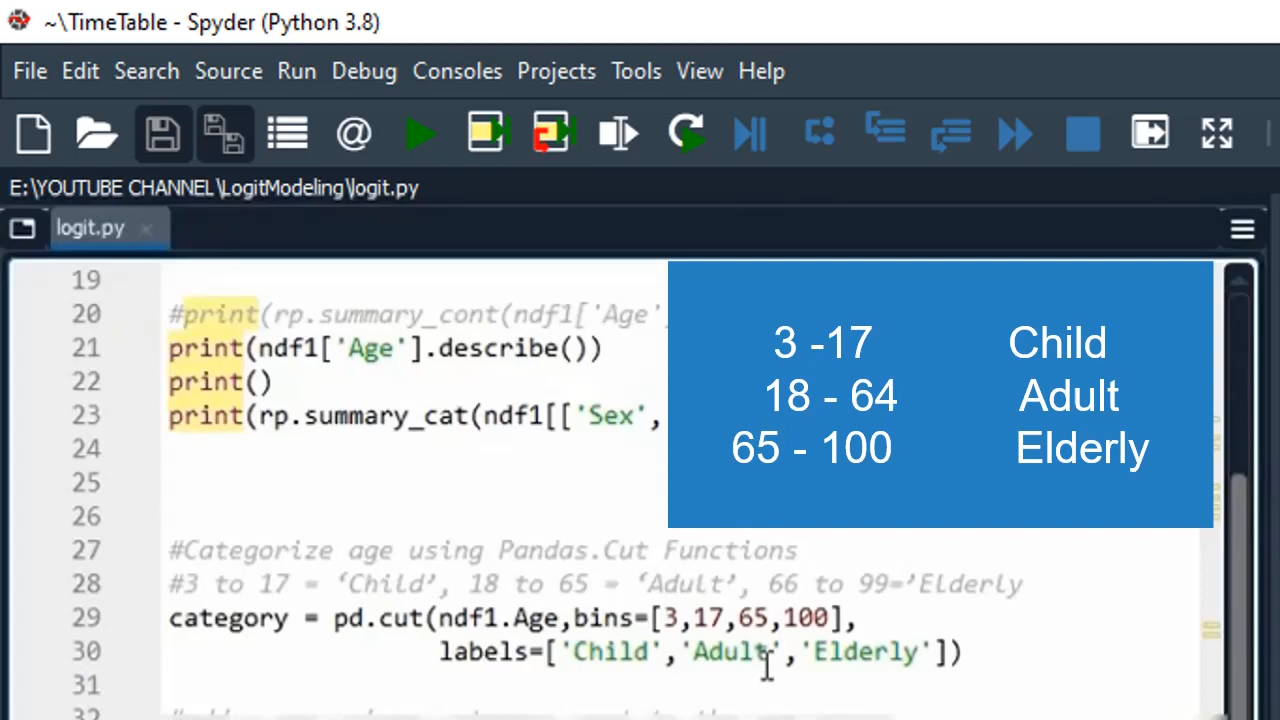 ~\TimeTable - Spyder (Python 3.8)
File Edit Search Source Run Debug Consoles Projects Tools View Help
E:\YOUTUBE CHANNEL\LogitModeling\logit.py
logit.py
19
20 #print(rp.summary_cont(ndf1['Age'
21 print(ndf1['Age'].describe())
22 print()
23 print(rp.summary_cat(ndf1[['Sex',
24
25
26
27 #Categorize age using Pandas.Cut Functions
28 #3 to 17 = ‘Child’, 18 to 65 = ‘Adult’, 66 to 99=’Elderly
29 category = pd.cut(ndf1.Age,bins=[3,17,65,100],
30 labels=['Child','Adult','Elderly'])
31
32
3 -17 Child
18 - 64 Adult
65 - 100 Elderly